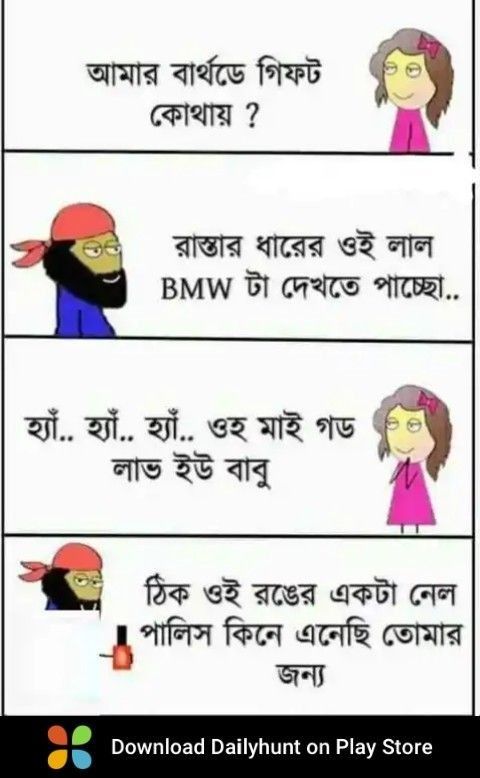 আমার বার্থডে গিফট
কোথায় ?
রাস্তার ধারের ওই লাল
BMW টা দেখতে পাচ্ছো..
হ্যাঁ.. হ্যাঁ.. হ্যাঁ.. ওহ মাই গড
লাভ ইউ বাবু
ঠিক ওই রঙের একটা নেল
পালিস কিনে এনেছি তোমার
জন্য
Download Dailyhunt on Play Store